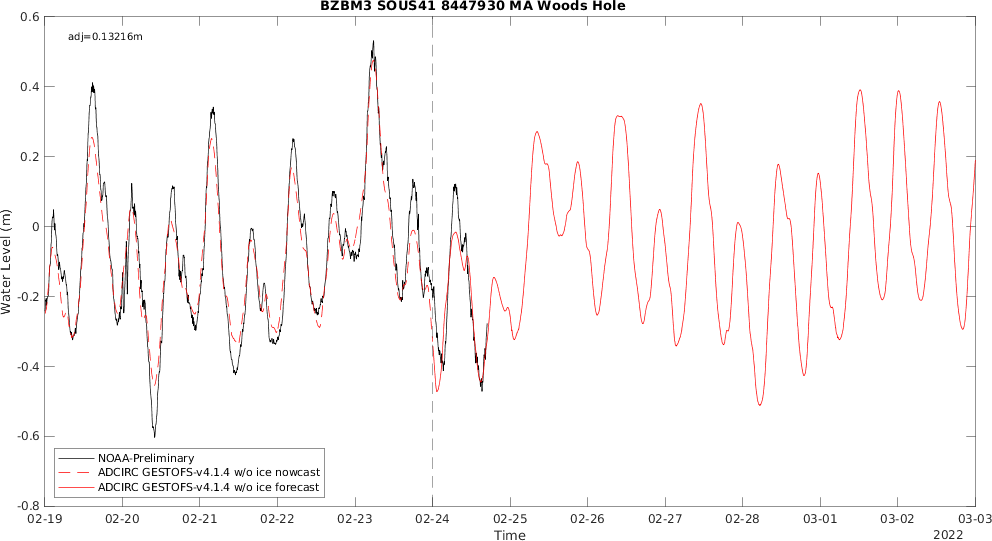 BZBM3 SOUS41 8447930 MA Woods Hole
adj=0.13216m
0.6
0.4
0.2
0
-0.2
-0.4
-0.6
-0.8
Water Level (m)
NOAA-Preliminary
ADCIRC GESTOFS-v4.1.4 w/o ice nowcast
ADCIRC GESTOFS-v4.1.4 w/o ice forecast
02-19 02-20 02-21 02-22 02-23 02-24 02-25 02-26 02-27 02-28 03-01 03-02 03-03
Time
2022